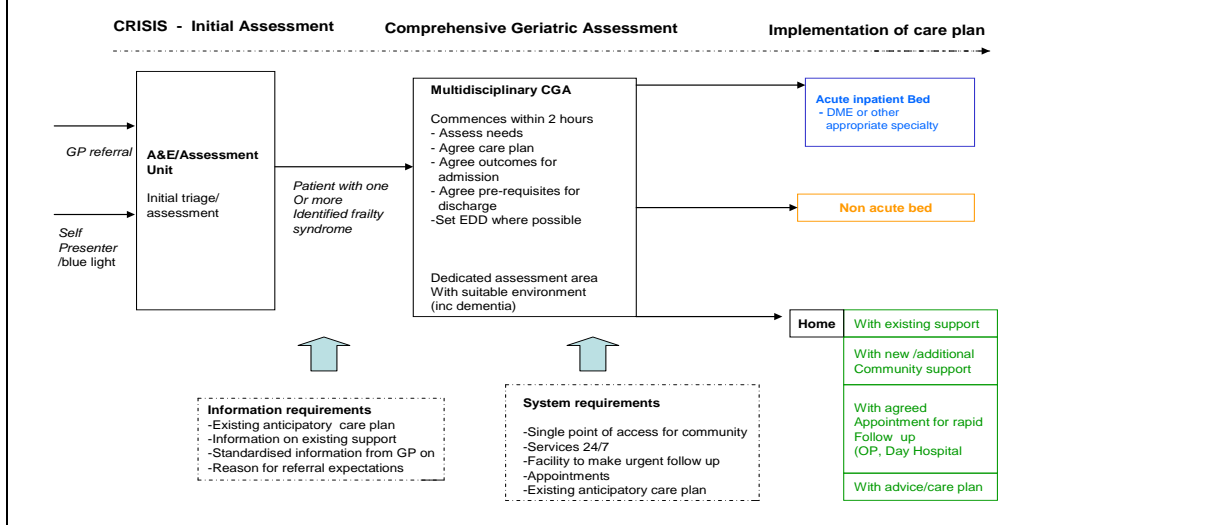 CRISIS - Initial Assessment
Comprehensive Geriatric Assessment
Implementation of care plan
GP referral
Self
Presenter
/blue light
A&E/Assessment
Unit
Initial triage/
assessment
Patient with one
Or more
Identified frailty
syndrome
Multidisciplinary CGA
Commences within 2 hours
- Assess needs
- Agree care plan
- Agree outcomes for
admission
- Agree pre-requisites for
discharge
-Set EDD where possible
Dedicated assessment area
With suitable environment
(inc dementia)
Acute inpatient Bed
- DME or other
appropriate specialty
Non acute bed
Home
With existing support
With new /additional
Community support
With agreed
Appointment for rapid
Follow up
(OP, Day Hospital
With advice/care plan
Information requirements
-Existing anticipatory care plan
-Information on existing support
-Standardised information from GP on
-Reason for referral expectations
System requirements
-Single point of access for community
-Services 24/7
-Facility to make urgent follow up
-Appointments
-Existing anticipatory care plan